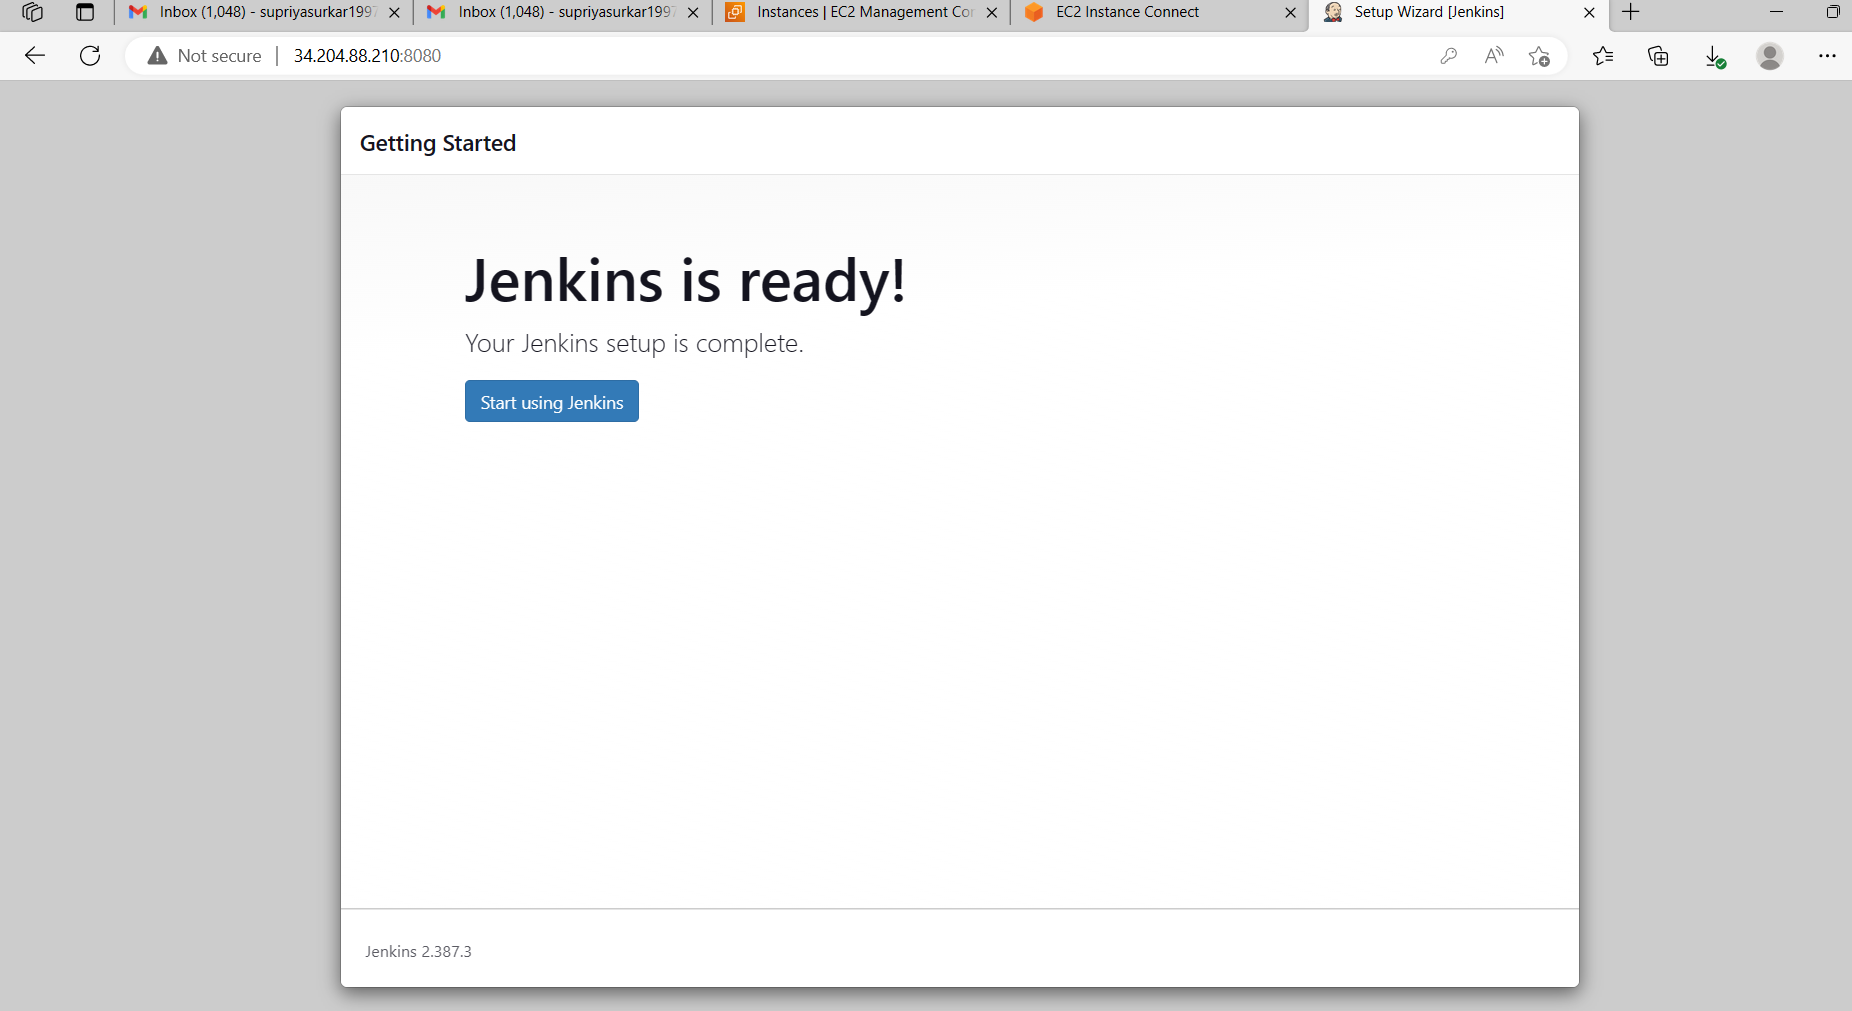 Inbox (1,048) - supriyasurkar1997
Inbox (1,048) - supriyasurkar1997
Instances | EC2 Management Cor
EC2 Instance Connect
Setup Wizard [Jenkins]
Not secure | 34.204.88.210:8080
Getting Started
Jenkins is ready!
Your Jenkins setup is complete.
Start using Jenkins
Jenkins 2.387.3